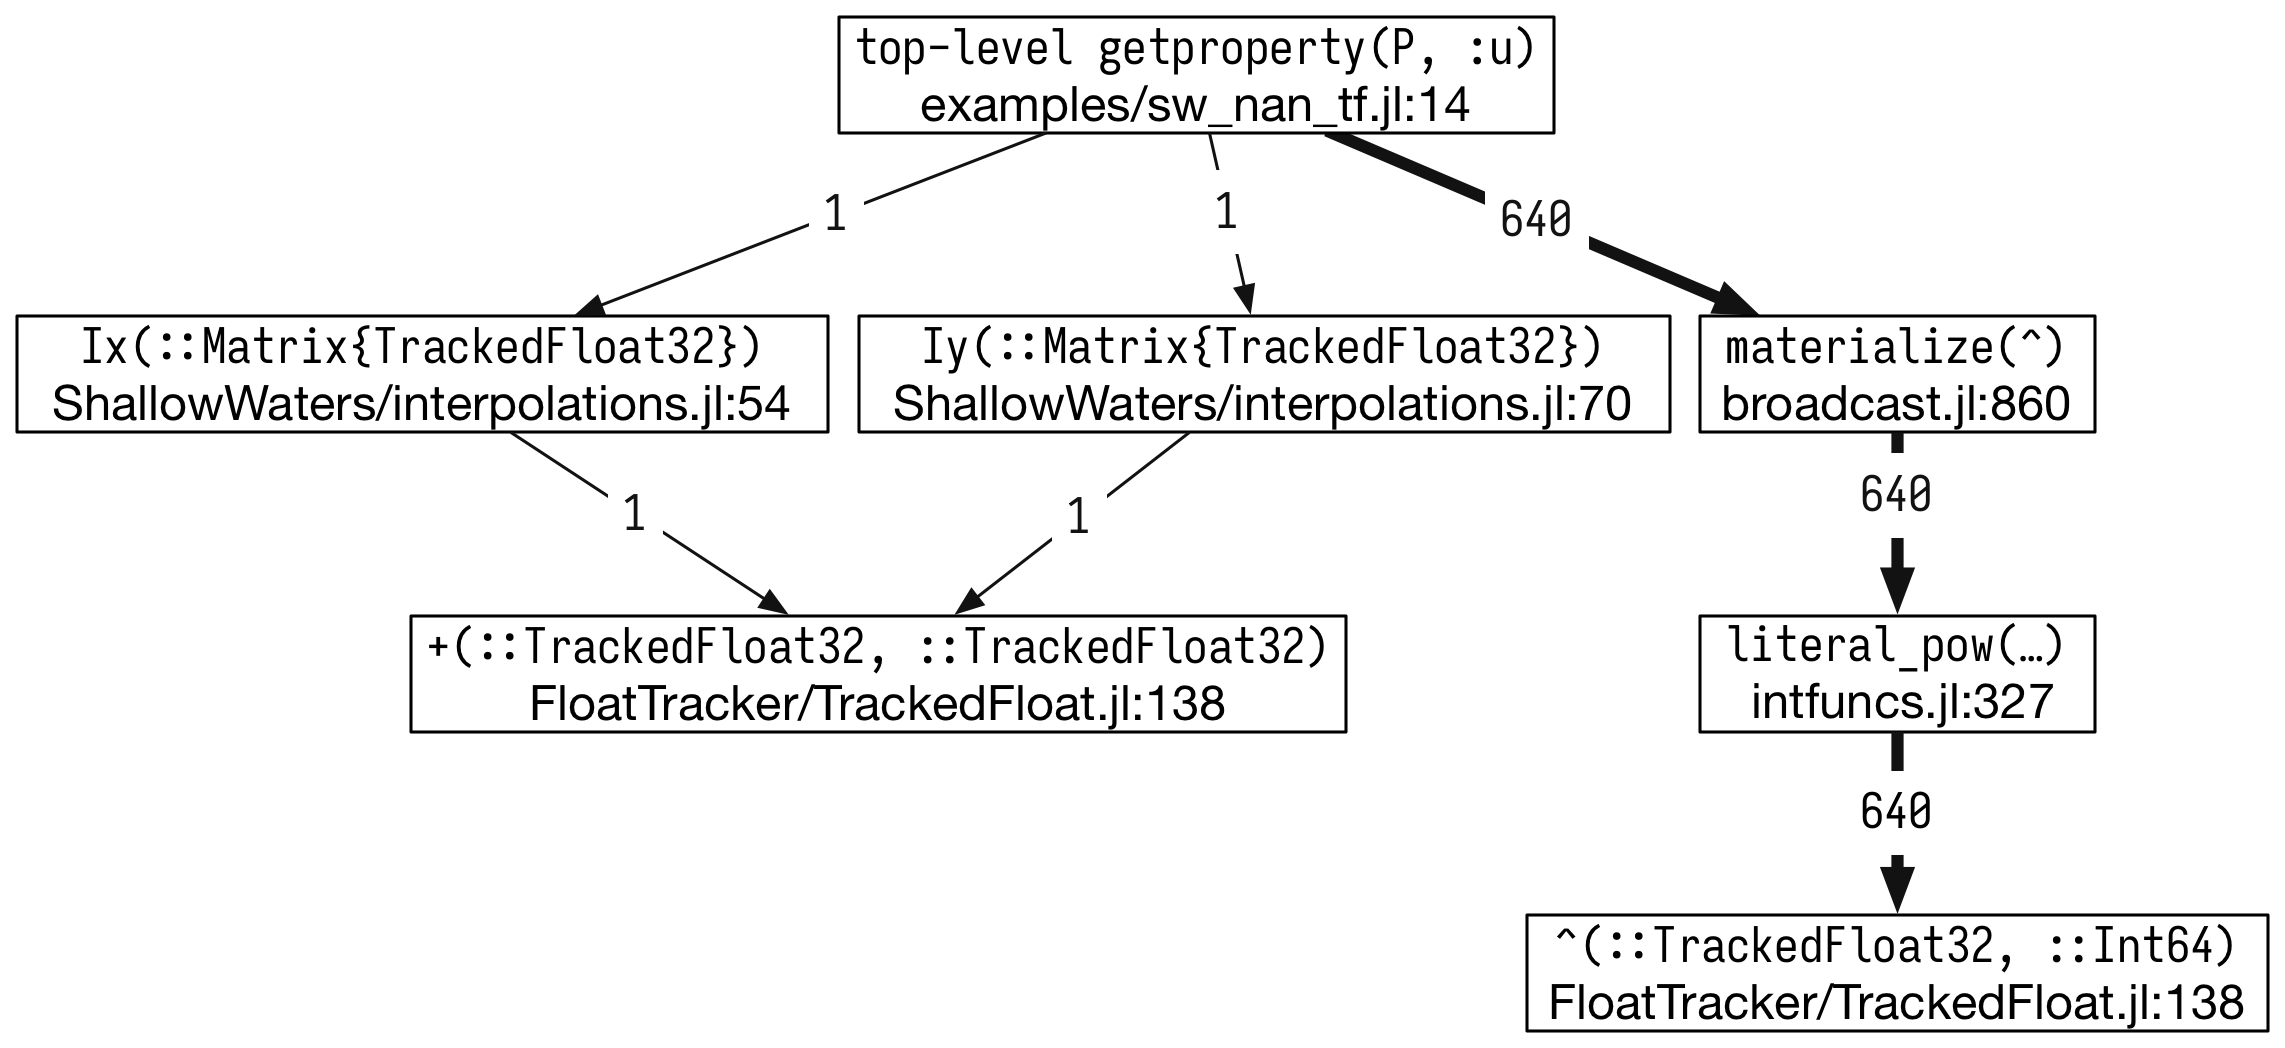 top-level getproperty(P, :u)
examples/sw_nan_tf.jl:14
1
1
640
Ix(::Matrix{TrackedFloat32})
ShallowWaters/interpolations.jl:54
Iy(::Matrix{TrackedFloat32})
ShallowWaters/interpolations.jl:70
materialize(^)
broadcast.jl:860
1
1
640
+(::TrackedFloat32, ::TrackedFloat32)
FloatTracker/TrackedFloat.jl:138
literal_pow(…)
intfuncs.jl:327
640
^(::TrackedFloat32, ::Int64)
FloatTracker/TrackedFloat.jl:138